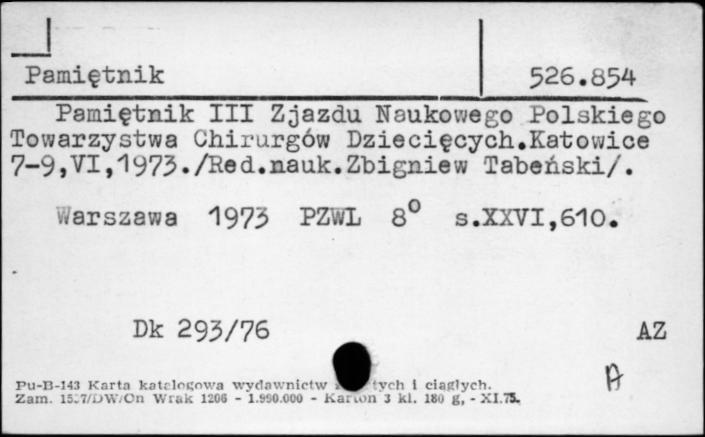 Pamiętnik 526.854
Pamiętnik III Zjazdu Naukowego Polskiego
Towarzystwa Chirurgów Dziecięcych.Katowice
7-9,VI,1973./Red.nauk.Zbigniew Tabeński/.
Warszawa 1973 PZWL 8° s.XXVI,610.
Dk 293/76 AZ
A
Pu-B-143 Karta katalogowa wydawnictw tych i ciągłych.
Zam. Wrak 1206 - 1.990.000 - Karton 3 kl. 180 g, - XI.75.